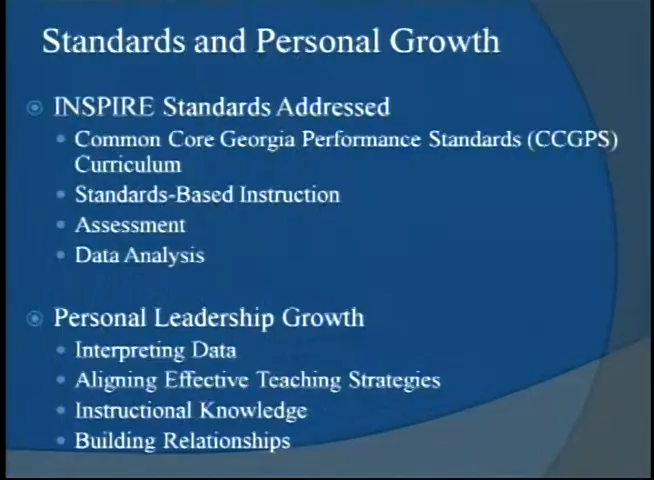 Standards and Personal Growth
INSPIRE Standards Addressed
Common Core Georgia Performance Standards (CCGPS)
Curriculum
Standards-Based Instruction
Assessment
Data Analysis
Personal Leadership Growth
Interpreting Data
Aligning Effective Teaching Strategies
Instructional Knowledge
Building Relationships